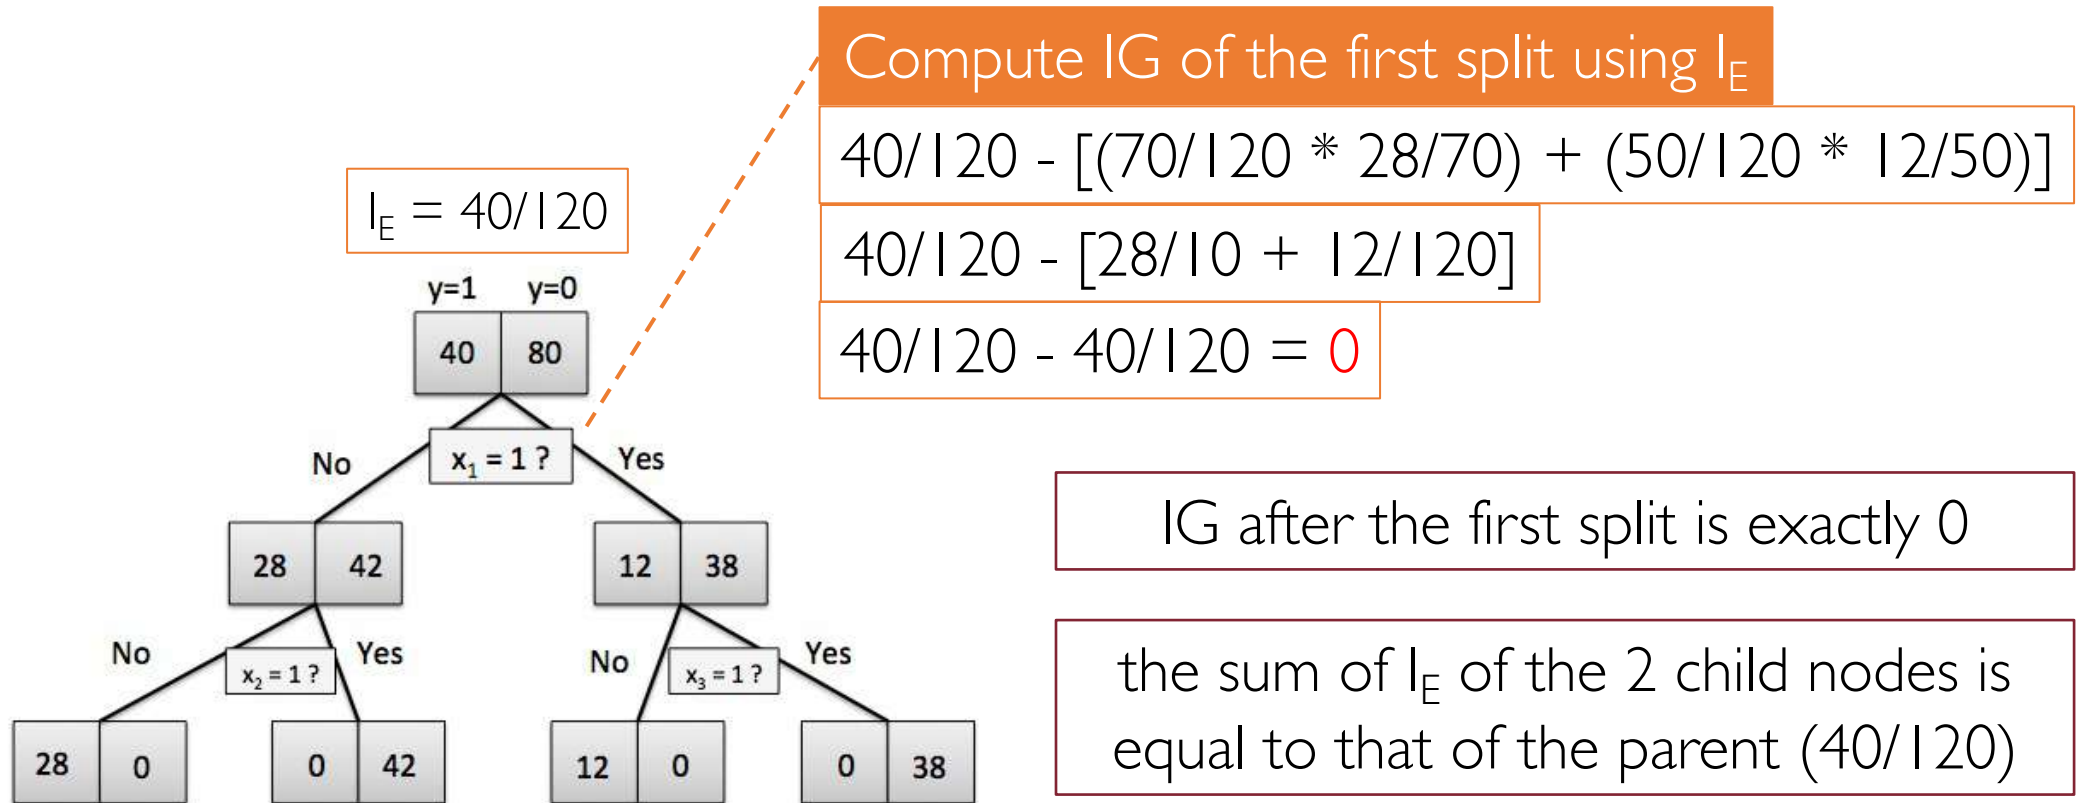 Compute IG of the first split using I_E
40/120 - [(70/120 * 28/70) + (50/120 * 12/50)]
40/120 - [28/10 + 12/120]
40/120 - 40/120 = 0
I_E = 40/120
y=1 y=0
40 80
No x₁ = 1 ? Yes
28 42 12 38
No x₂ = 1 ? Yes No x₃ = 1 ? Yes
28 0 0 42 12 0 0 38
IG after the first split is exactly 0
the sum of I_E of the 2 child nodes is
equal to that of the parent (40/120)